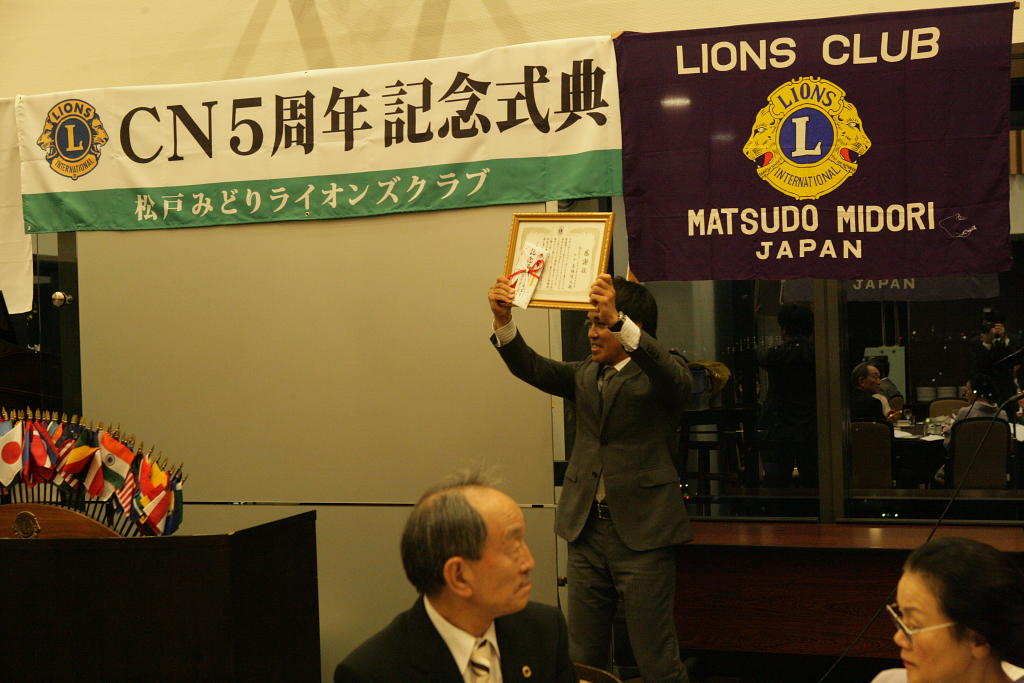 LIONS
L
INTERNATIONAL
CN5周年記念式典
松戸みどりライオンズクラブ
LIONS CLUB
LIONS
L
INTERNATIONAL
MATSUDO MIDORI
JAPAN
JAPAN
感謝状